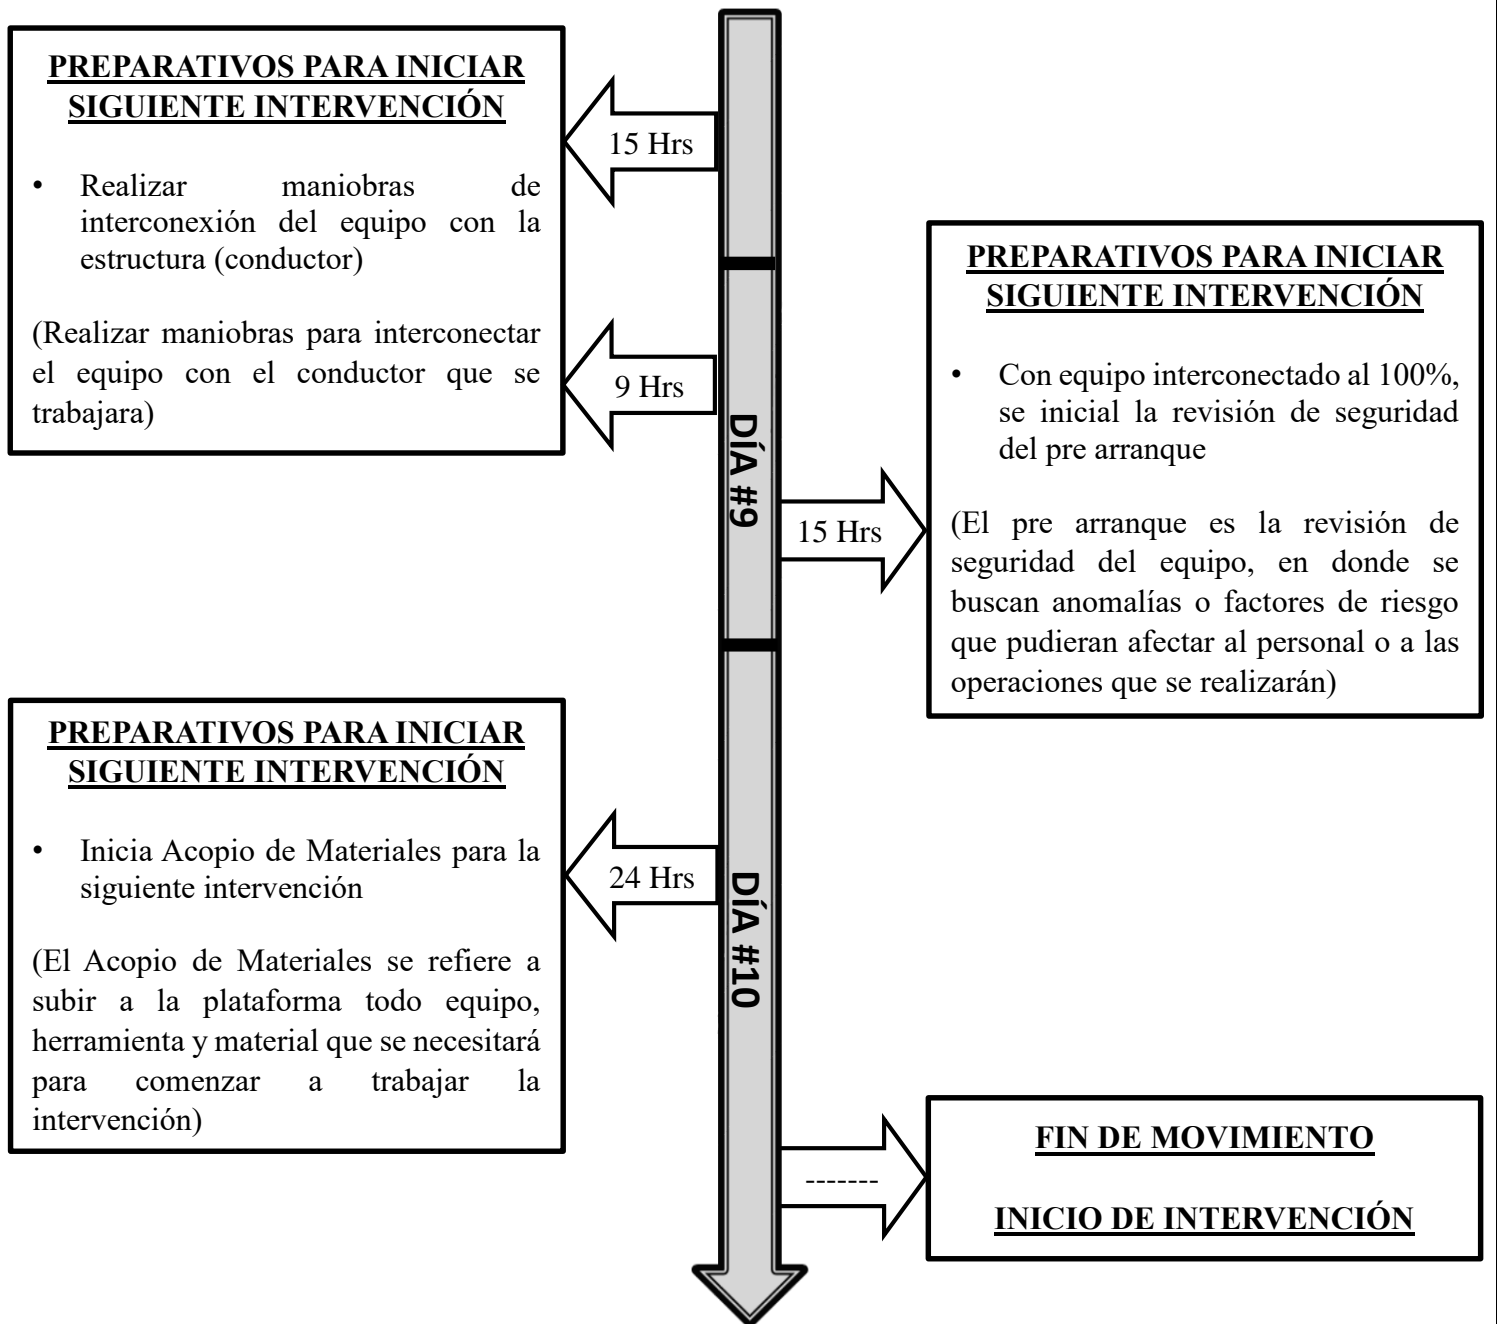 PREPARATIVOS PARA INICIAR
SIGUIENTE INTERVENCIÓN
• Realizar maniobras de
interconexión del equipo con la
estructura (conductor)
(Realizar maniobras para interconectar
el equipo con el conductor que se
trabajara)
15 Hrs
9 Hrs
DÍA #9
15 Hrs
PREPARATIVOS PARA INICIAR
SIGUIENTE INTERVENCIÓN
• Con equipo interconectado al 100%,
se inicial la revisión de seguridad
del pre arranque
(El pre arranque es la revisión de
seguridad del equipo, en donde se
buscan anomalías o factores de riesgo
que pudieran afectar al personal o a las
operaciones que se realizarán)
PREPARATIVOS PARA INICIAR
SIGUIENTE INTERVENCIÓN
• Inicia Acopio de Materiales para la
siguiente intervención
(El Acopio de Materiales se refiere a
subir a la plataforma todo equipo,
herramienta y material que se necesitará
para comenzar a trabajar la
intervención)
24 Hrs
DÍA #10
-------
FIN DE MOVIMIENTO
INICIO DE INTERVENCIÓN